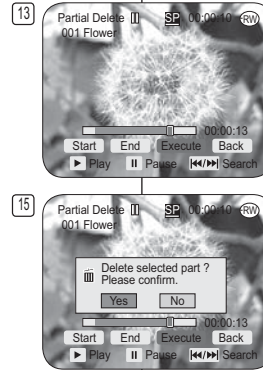 13
Partial Delete SP 00:00:10 -RW
001 Flower
00:00:13
Start End Execute Back
Play Pause Search
15
Partial Delete SP 00:00:10 -RW
001 Flower
Delete selected part ?
Please confirm.
Yes No
00:00:13
Start End Execute Back
Play Pause Search